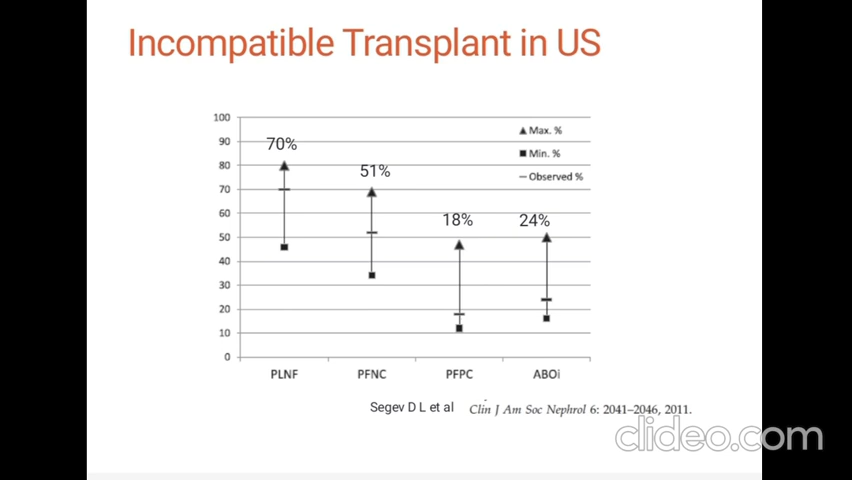 Incompatible Transplant in US
100
90
80
70
60
50
40
30
20
10
0
70%
51%
18%
24%
Max. %
Min. %
Observed %
PLNF PFNC PFPC ABOi
Segev D L et al Clin J Am Soc Nephrol 6: 2041–2046, 2011.
clideo.com